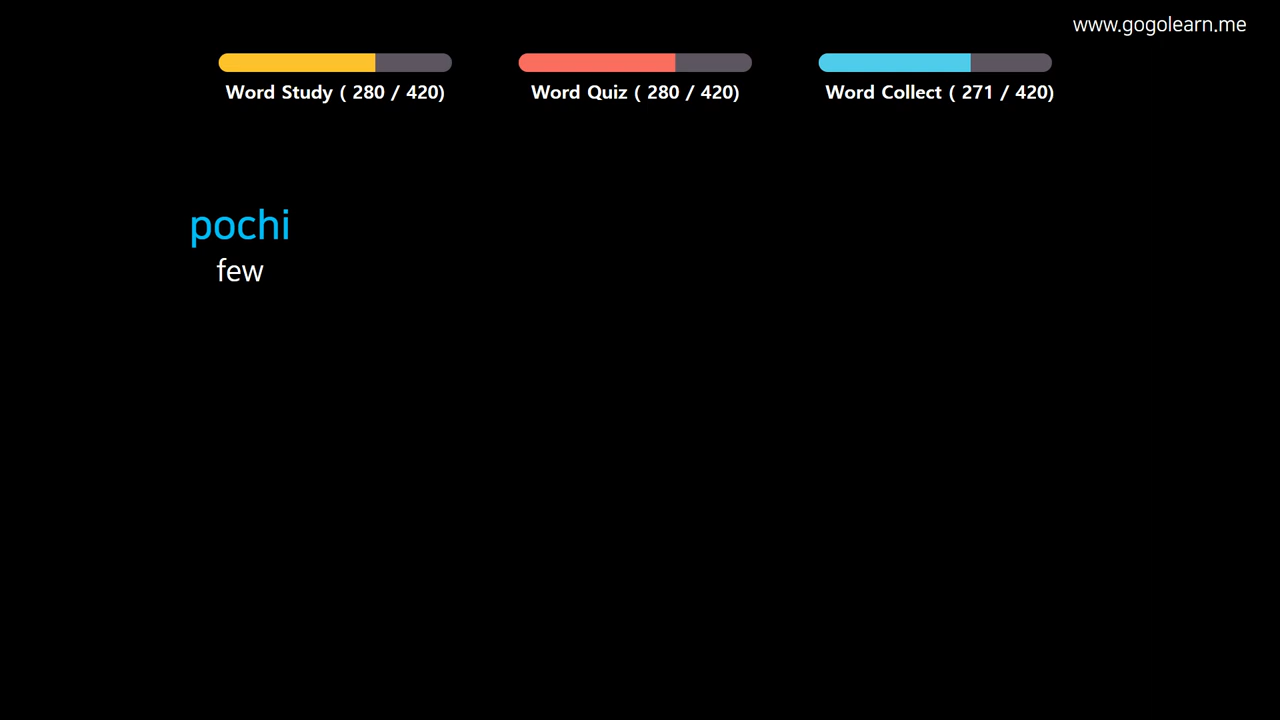 www.gogolearn.me
Word Study ( 280 / 420)
Word Quiz ( 280 / 420)
Word Collect ( 271 / 420)
pochi
few